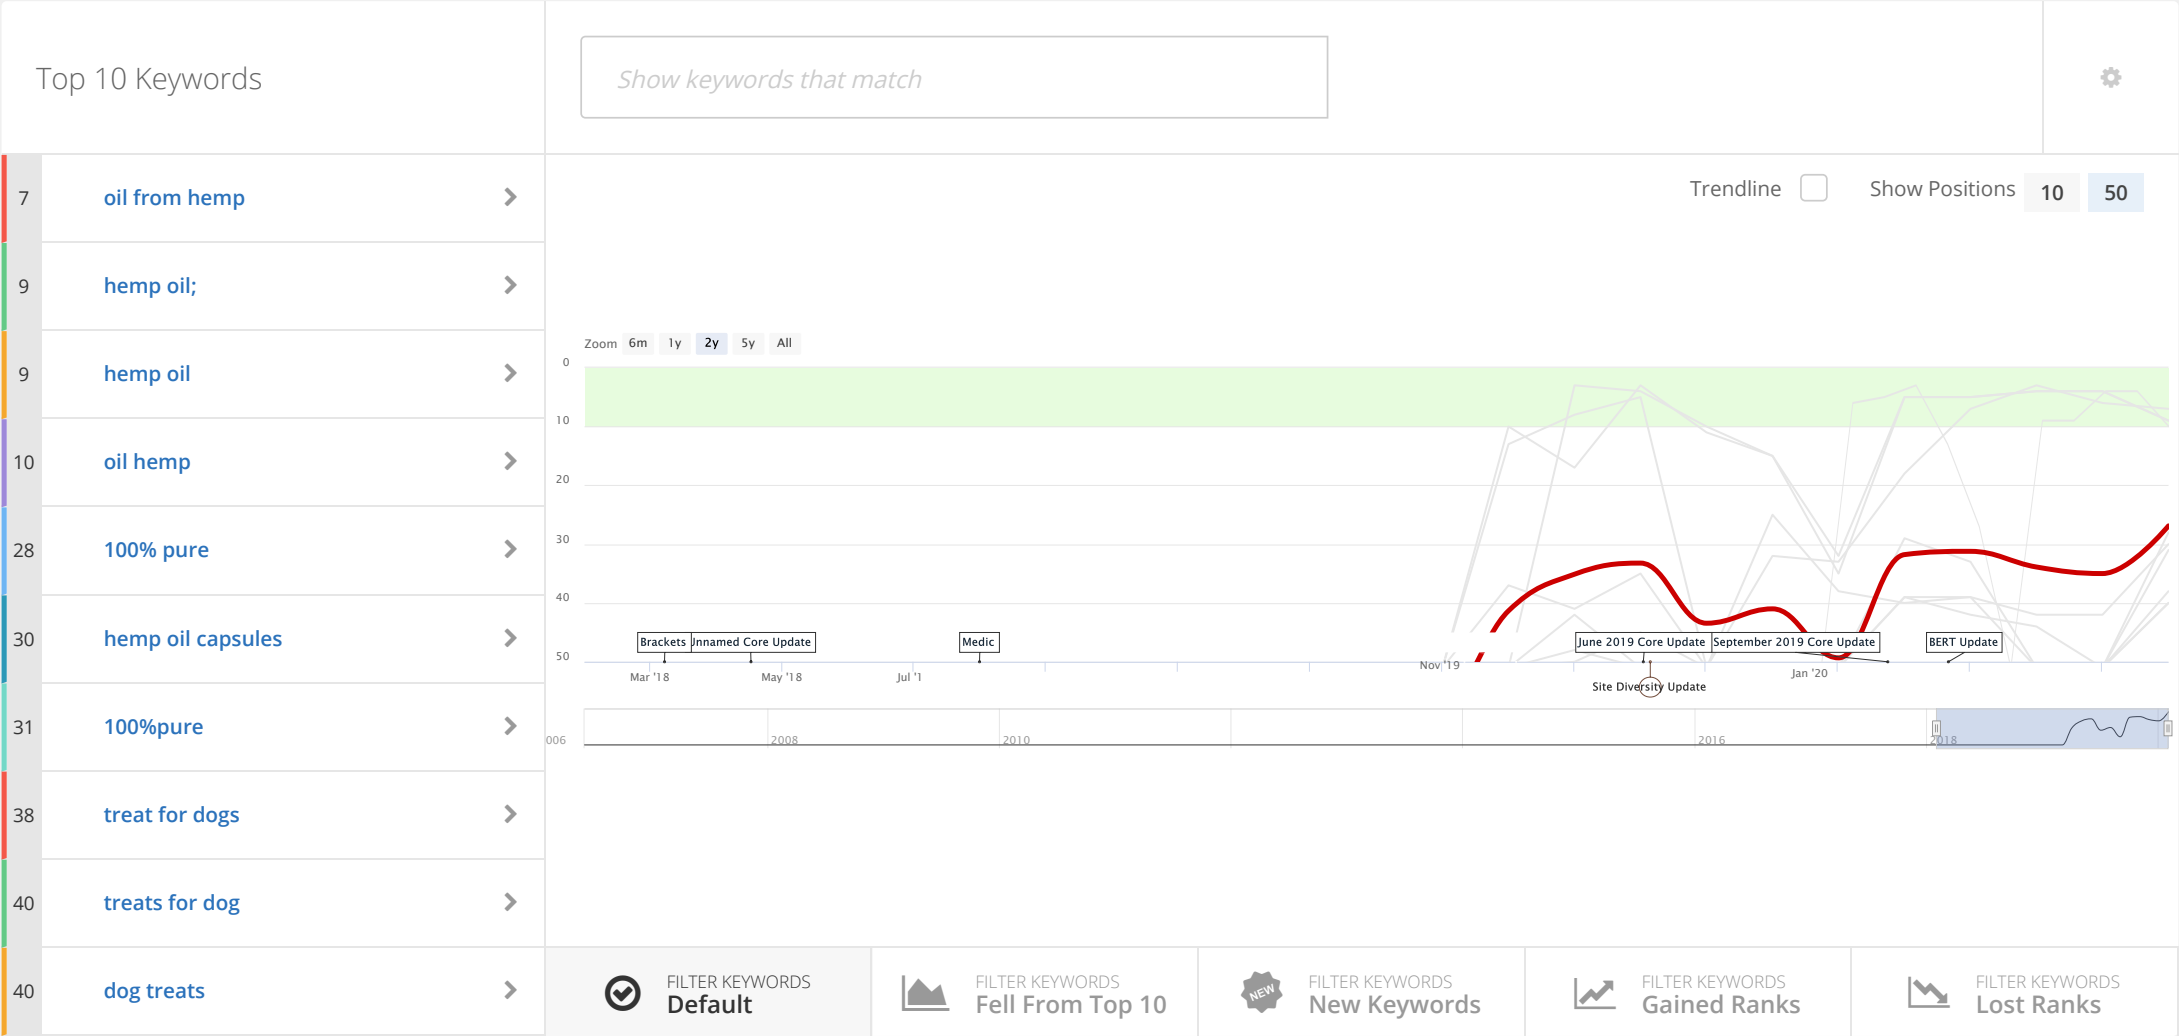 Top 10 Keywords
Show keywords that match
7 oil from hemp
9 hemp oil;
9 hemp oil
10 oil hemp
28 100% pure
30 hemp oil capsules
31 100%pure
38 treat for dogs
40 treats for dog
40 dog treats
Trendline Show Positions 10 50
Zoom 6m 1y 2y 5y All
0
10
20
30
40
50
Brackets Unnamed Core Update Medic June 2019 Core Update September 2019 Core Update BERT Update
Mar '18 May '18 Jul '1 Nov '19 Jan '20
Site Diversity Update
006 2008 2010 2016 2018
FILTER KEYWORDS
Default
FILTER KEYWORDS
Fell From Top 10
NEW
FILTER KEYWORDS
New Keywords
FILTER KEYWORDS
Gained Ranks
FILTER KEYWORDS
Lost Ranks